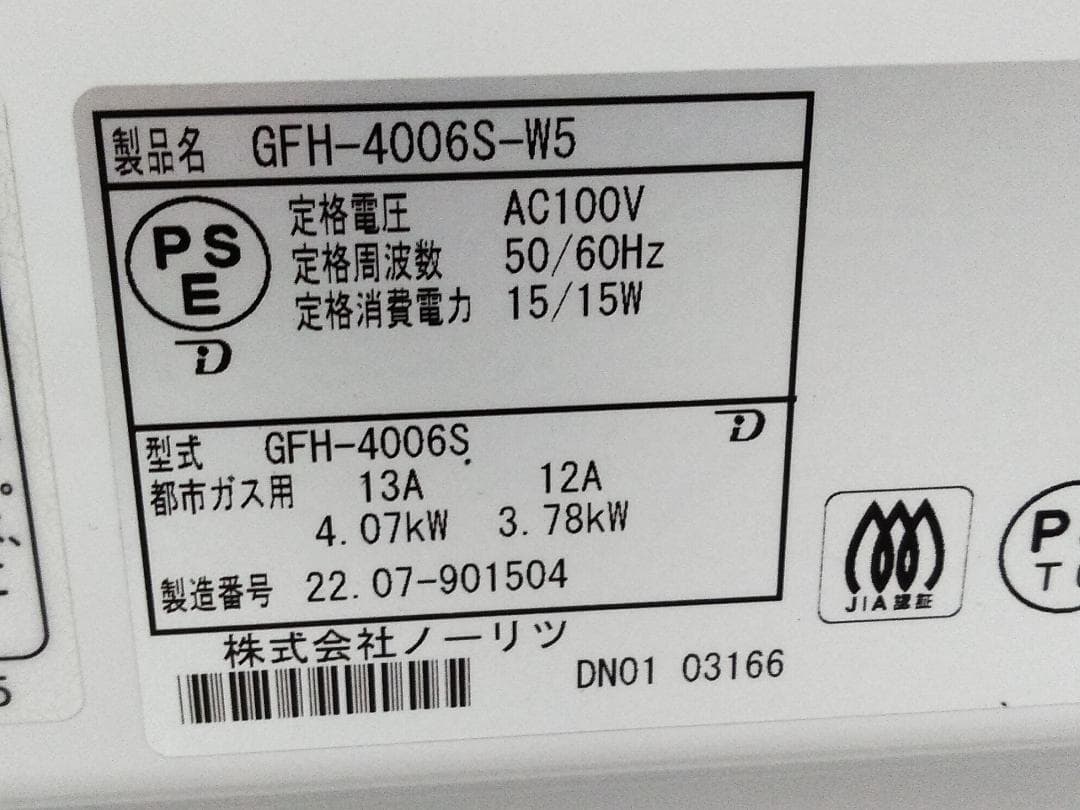 製品名 GFH-4006S-W5
PS
E
定格電圧 AC100V
定格周波数 50/60Hz
定格消費電力 15/15W
型式 GFH-4006S
都市ガス用 13A 12A
4.07kW 3.78kW
製造番号 22.07-901504
株式会社ノーリツ
DN01 03166
JIA認証
P
T
5